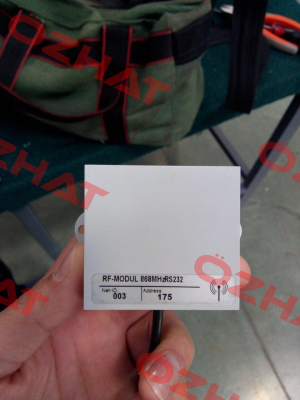 ÖZHAT
ÖZHAT
ÖZHAT
RF-MODUL 868MHz RS232
Net-ID
Address
003
175
ÖZHAT
ÖZHAT